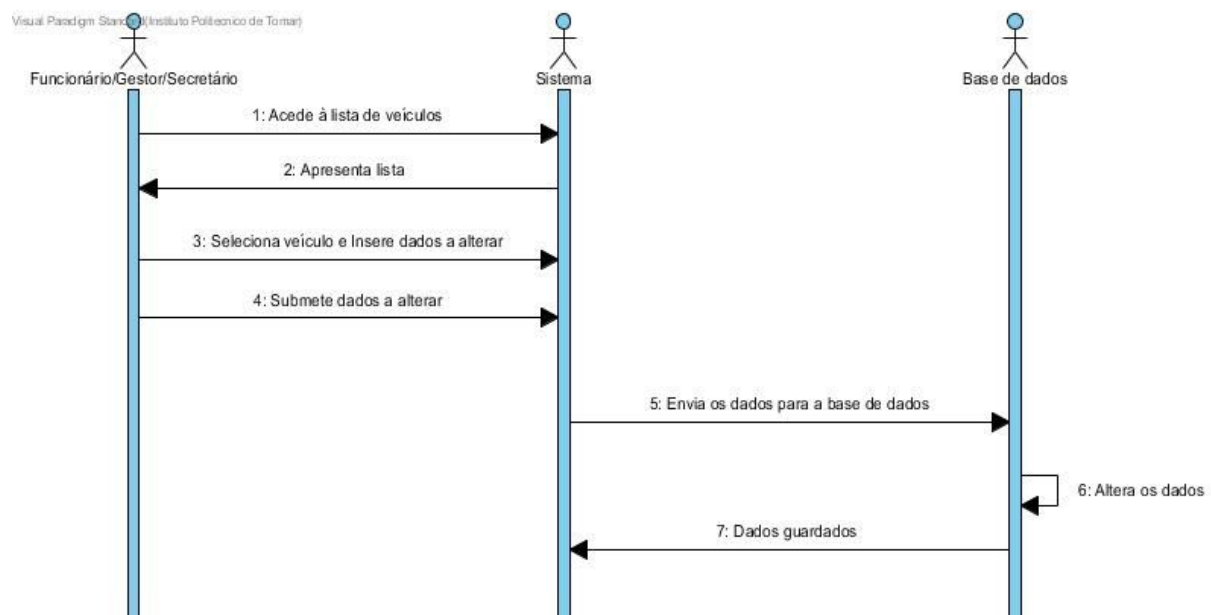 Visual Paradigm Standard(Instituto Politecnico de Tomar)
Funcionário/Gestor/Secretário
Sistema
Base de dados
1: Acede à lista de veículos
2: Apresenta lista
3: Seleciona veículo e Insere dados a alterar
4: Submete dados a alterar
5: Envia os dados para a base de dados
6: Altera os dados
7: Dados guardados